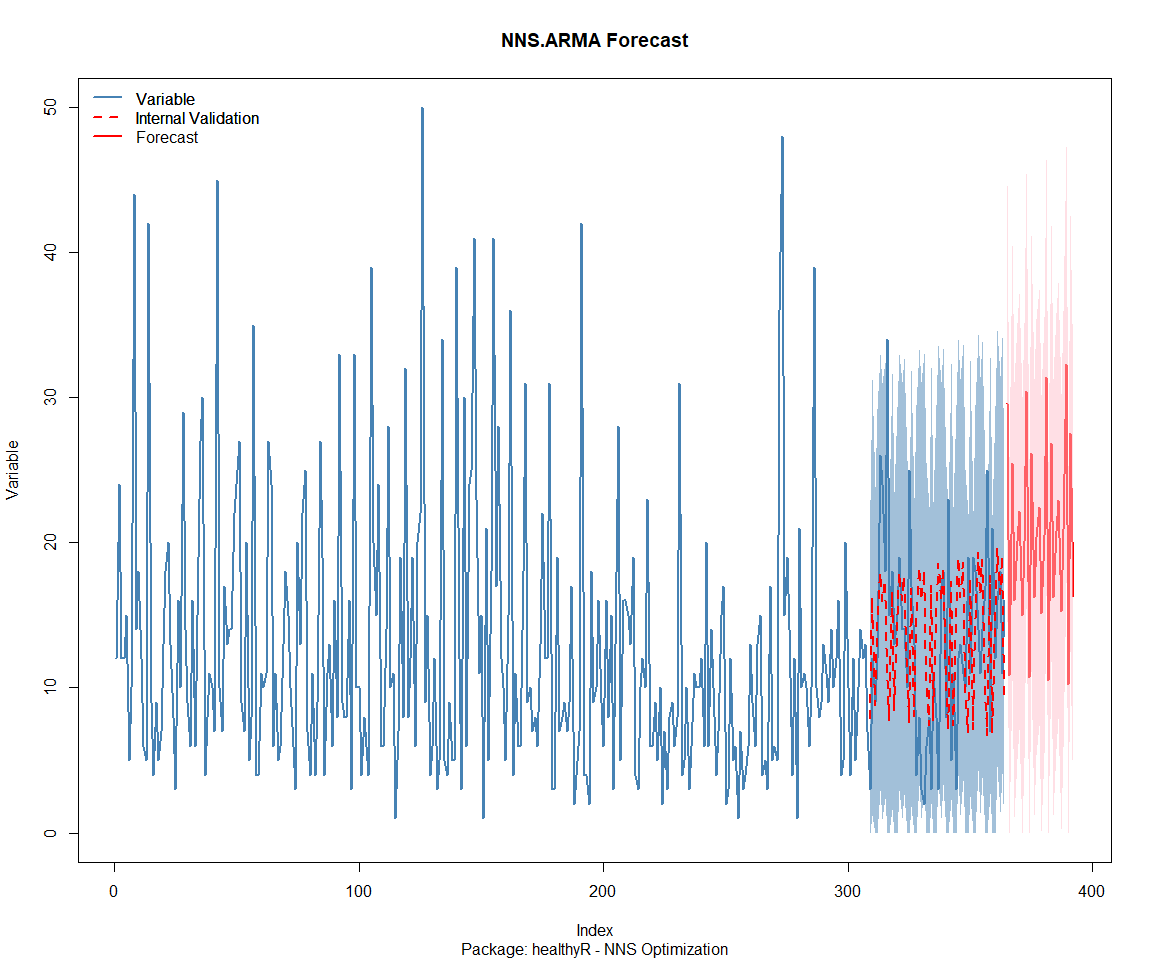 NNS.ARMA Forecast
Variable
Internal Validation
Forecast
50
40
30
20
10
0
Variable
0 100 200 300 400
Index
Package: healthyR - NNS Optimization